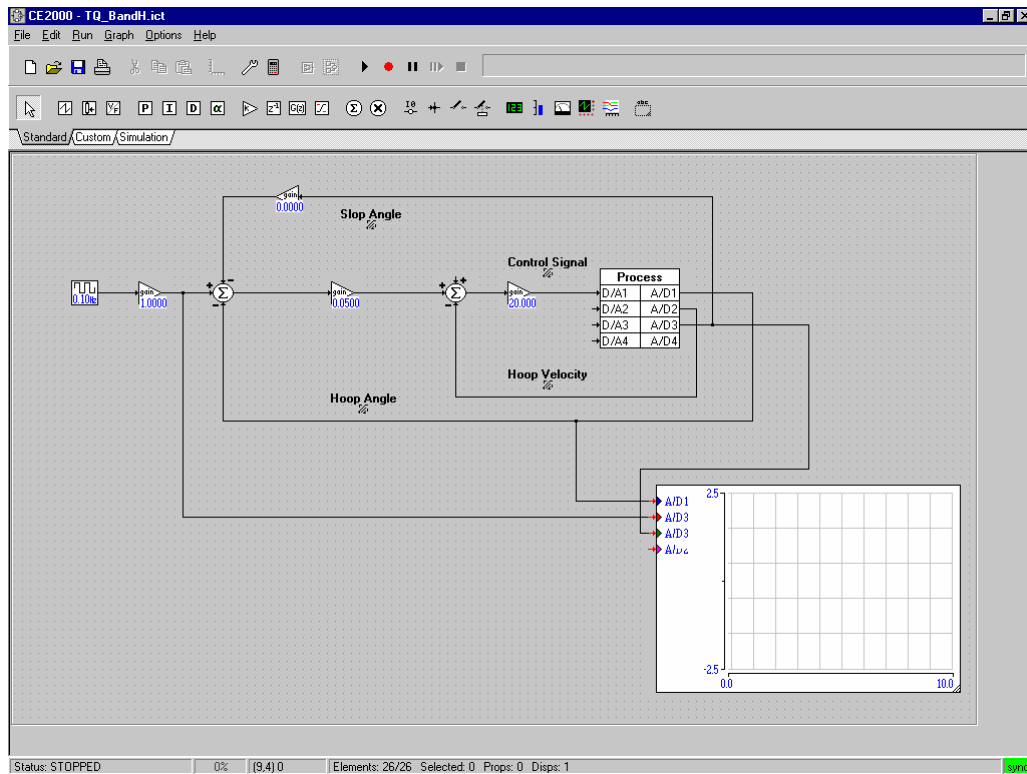 CE2000 - TQ_BandH.ict
File Edit Run Graph Options Help
Standard Custom Simulation
gain
0.0000
Slop Angle
Control Signal
Process
0.10Hz
gain
1.0000
gain
0.0500
gain
20.000
D/A1 A/D1
D/A2 A/D2
D/A3 A/D3
D/A4 A/D4
Hoop Velocity
Hoop Angle
A/D1
A/D3
A/D3
2.5
-2.5
0.0 10.0
Status: STOPPED 0% (9,4) 0 Elements: 26/26 Selected: 0 Props: 0 Disps: 1 sync